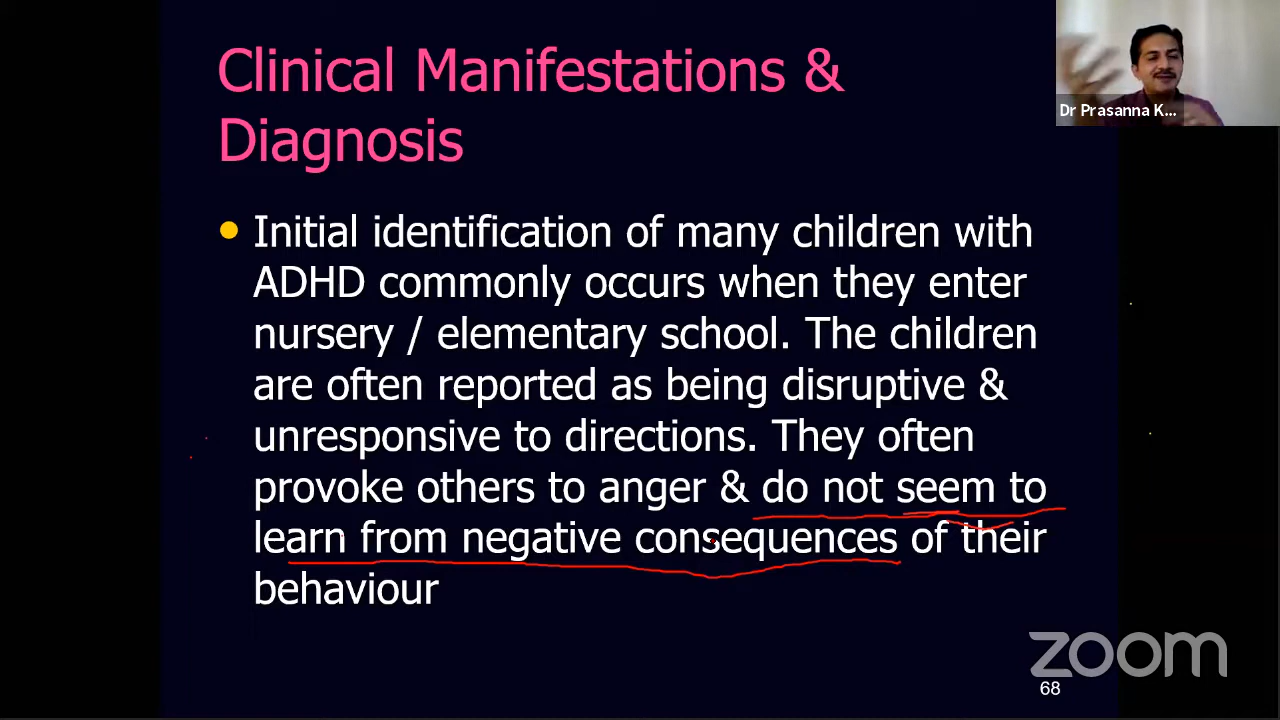 Clinical Manifestations &
Diagnosis
Dr Prasanna K...
• Initial identification of many children with
ADHD commonly occurs when they enter
nursery / elementary school. The children
are often reported as being disruptive &
unresponsive to directions. They often
provoke others to anger & do not seem to
learn from negative consequences of their
behaviour
zoom
68